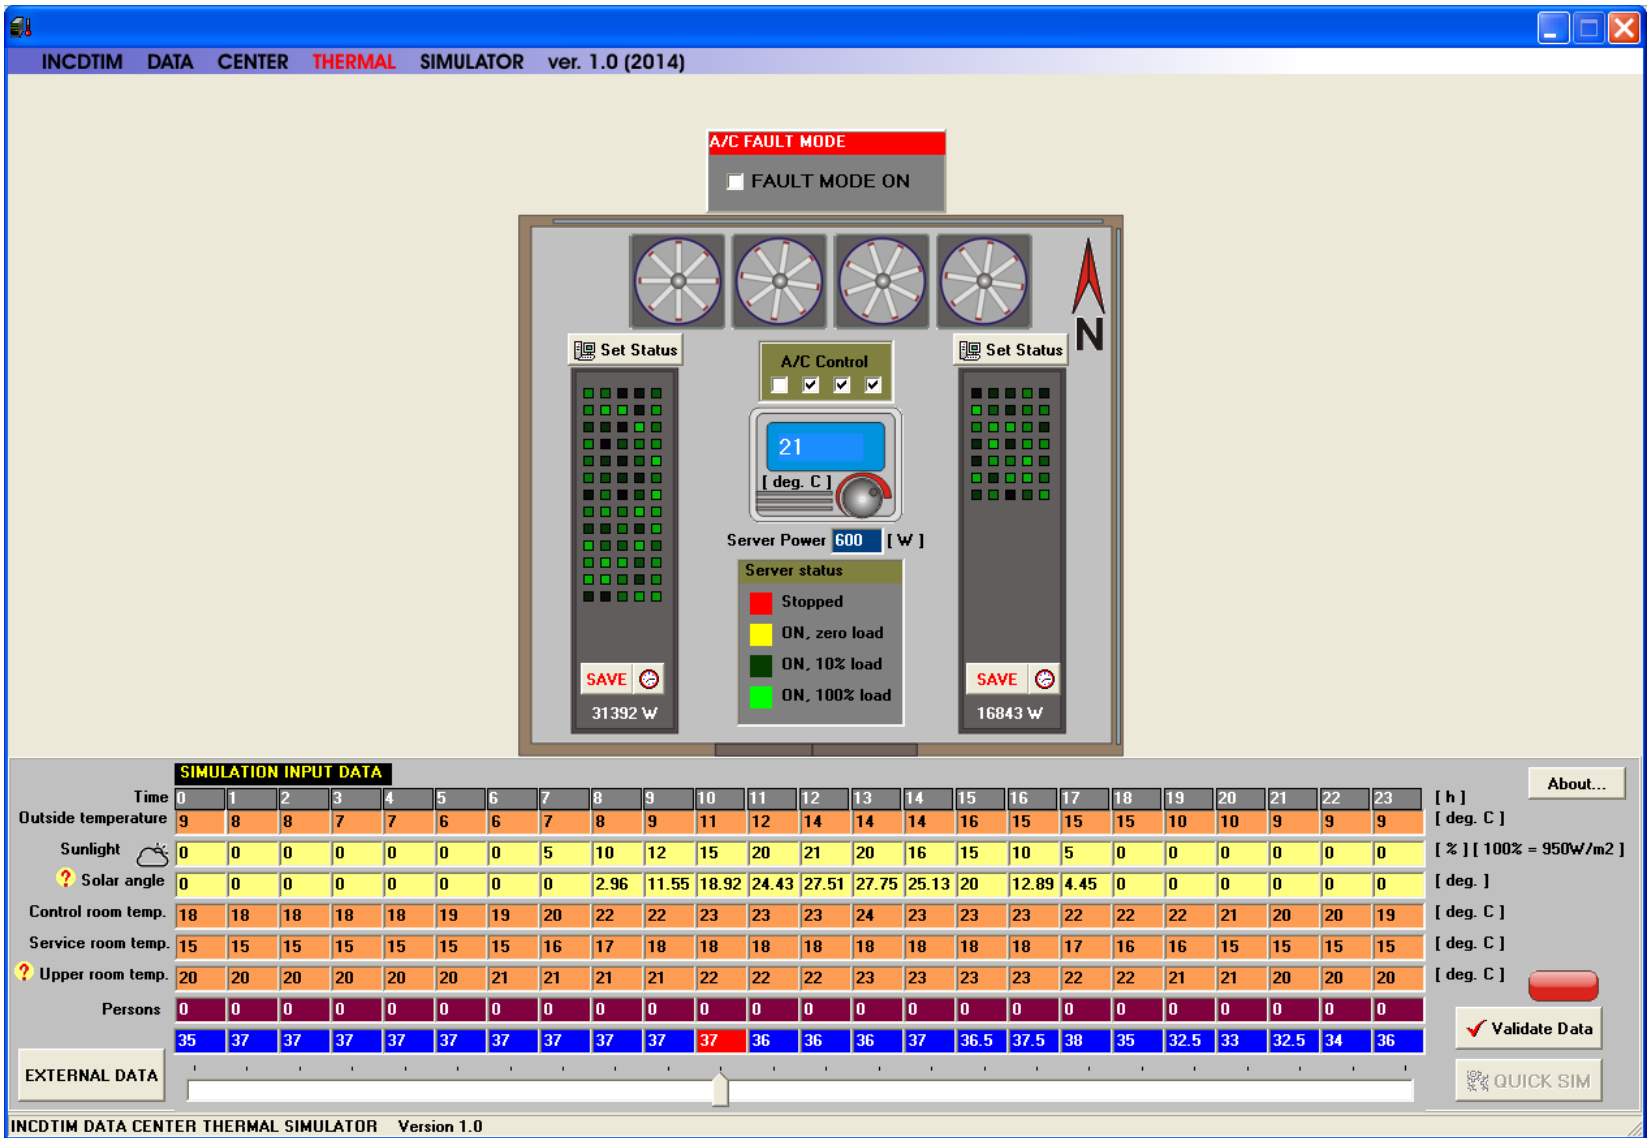 INCDTIM DATA CENTER THERMAL SIMULATOR ver. 1.0 (2014)
A/C FAULT MODE
FAULT MODE ON
N
Set Status
A/C Control
Set Status
21
[ deg. C ]
Server Power 600 [ W ]
Server status
Stopped
ON, zero load
ON, 10% load
ON, 100% load
SAVE
31392 W
SAVE
16843 W
SIMULATION INPUT DATA
About...
Time 0 1 2 3 4 5 6 7 8 9 10 11 12 13 14 15 16 17 18 19 20 21 22 23 [ h ]
Outside temperature 9 8 8 7 7 6 6 7 8 9 11 12 14 14 14 16 15 15 15 10 10 9 9 9 [ deg. C ]
Sunlight 0 0 0 0 0 0 0 5 10 12 15 20 21 20 16 15 10 5 0 0 0 0 0 0 [ % ] [ 100% = 950W/m2 ]
? Solar angle 0 0 0 0 0 0 0 0 2.96 11.55 18.92 24.43 27.51 27.75 25.13 20 12.89 4.45 0 0 0 0 0 0 [ deg. ]
Control room temp. 18 18 18 18 18 19 19 20 22 22 23 23 23 24 23 23 23 22 22 22 21 20 20 19 [ deg. C ]
Service room temp. 15 15 15 15 15 15 15 16 17 18 18 18 18 18 18 18 18 17 16 16 15 15 15 15 [ deg. C ]
? Upper room temp. 20 20 20 20 20 21 21 21 21 21 22 22 22 23 23 23 23 22 22 21 21 20 20 20 [ deg. C ]
Persons 0 0 0 0 0 0 0 0 0 0 0 0 0 0 0 0 0 0 0 0 0 0 0 0
35 37 37 37 37 37 37 37 37 37 37 36 36 36 37 36.5 37.5 38 35 32.5 33 32.5 34 36
Validate Data
EXTERNAL DATA
QUICK SIM
INCDTIM DATA CENTER THERMAL SIMULATOR Version 1.0